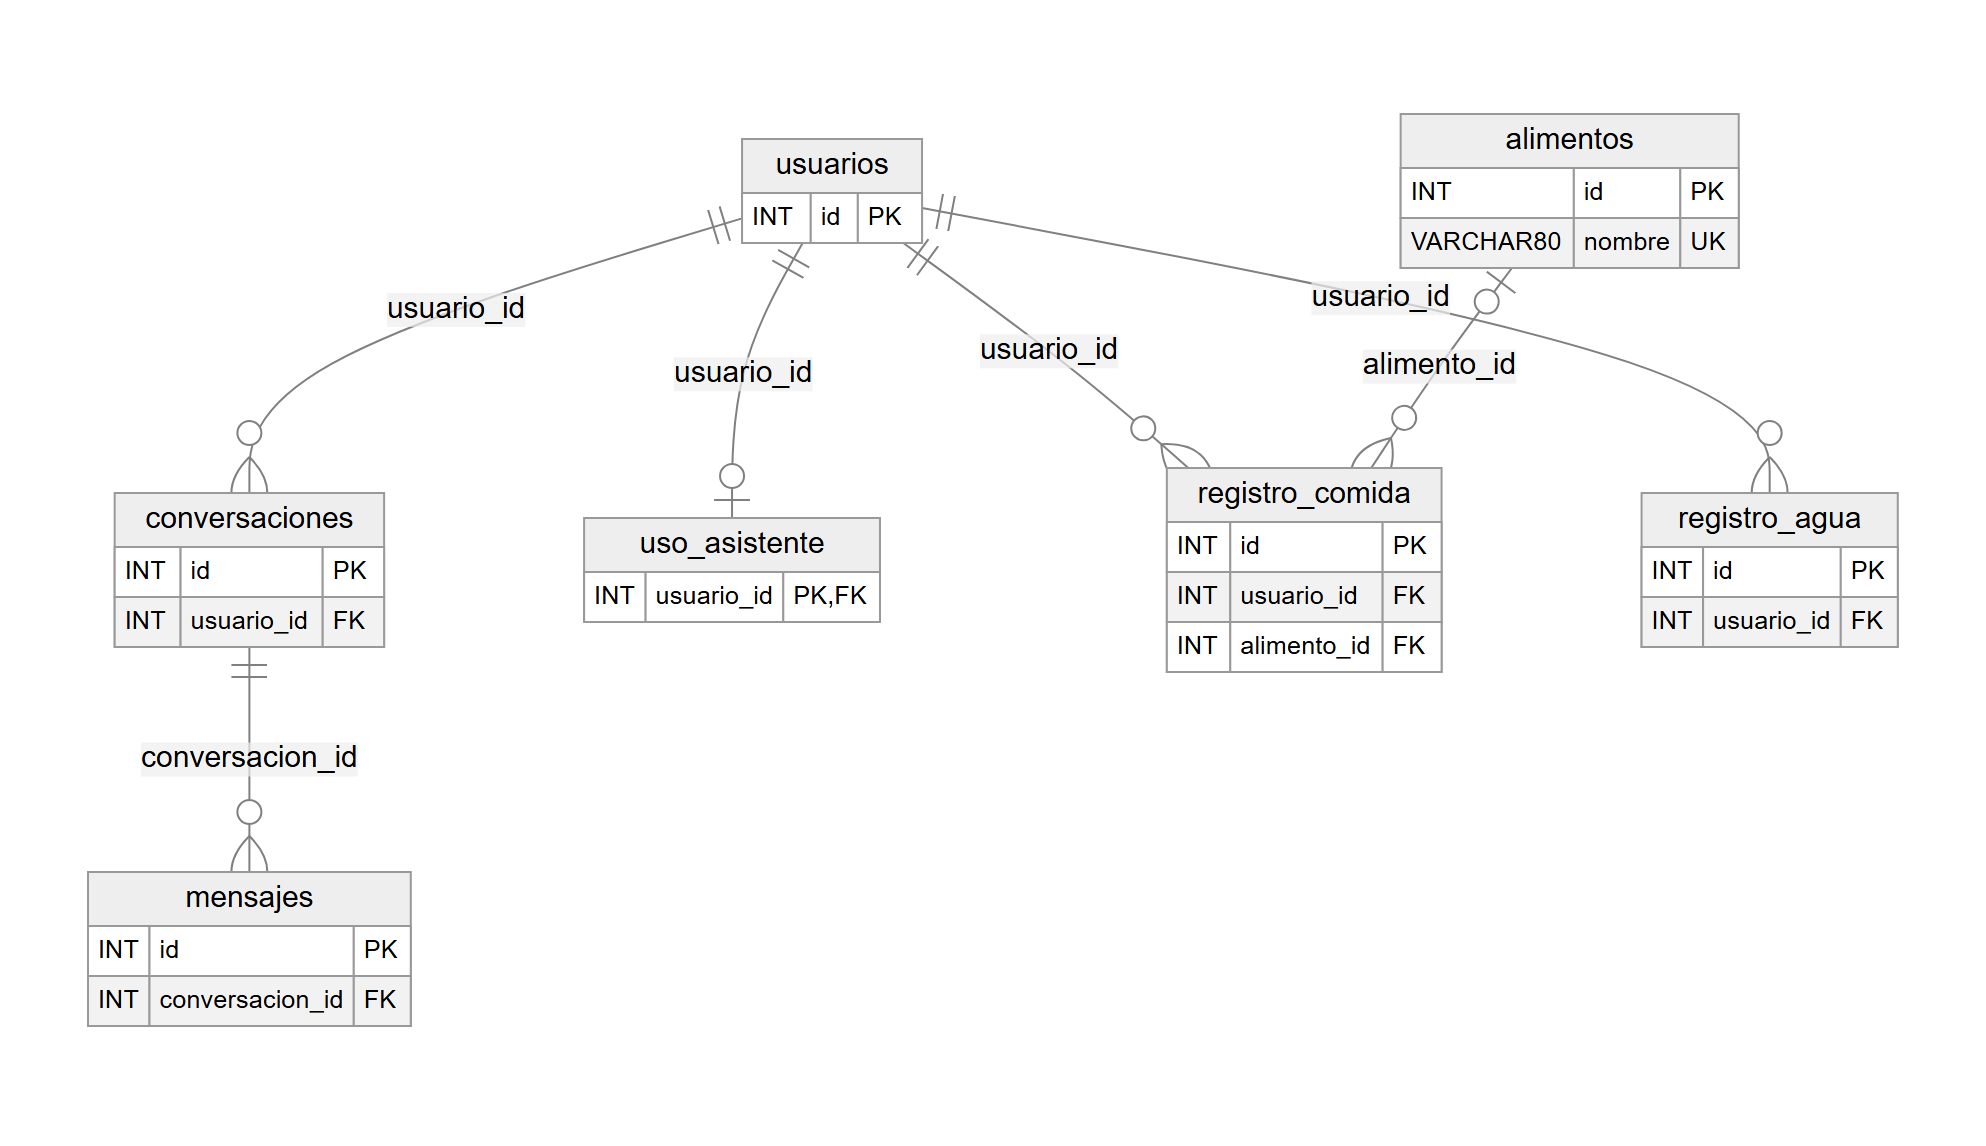 usuarios
INT id PK
alimentos
INT id PK
VARCHAR80 nombre UK
usuario_id
usuario_id
usuario_id
usuario_id
alimento_id
conversaciones
INT id PK
INT usuario_id FK
uso_asistente
INT usuario_id PK,FK
registro_comida
INT id PK
INT usuario_id FK
INT alimento_id FK
registro_agua
INT id PK
INT usuario_id FK
conversacion_id
mensajes
INT id PK
INT conversacion_id FK